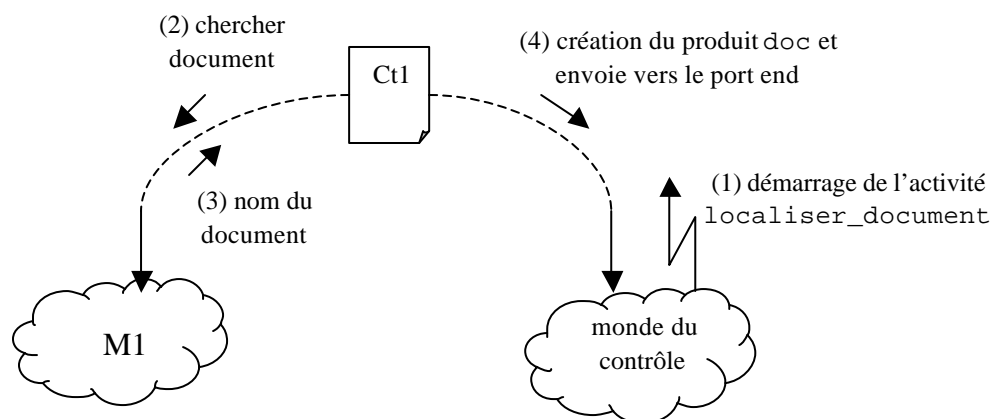 (2) chercher
document
Ct1
(4) création du produit doc et
envoie vers le port end
(3) nom du
document
(1) démarrage de l’activité
localiser_document
M1
monde du
contrôle